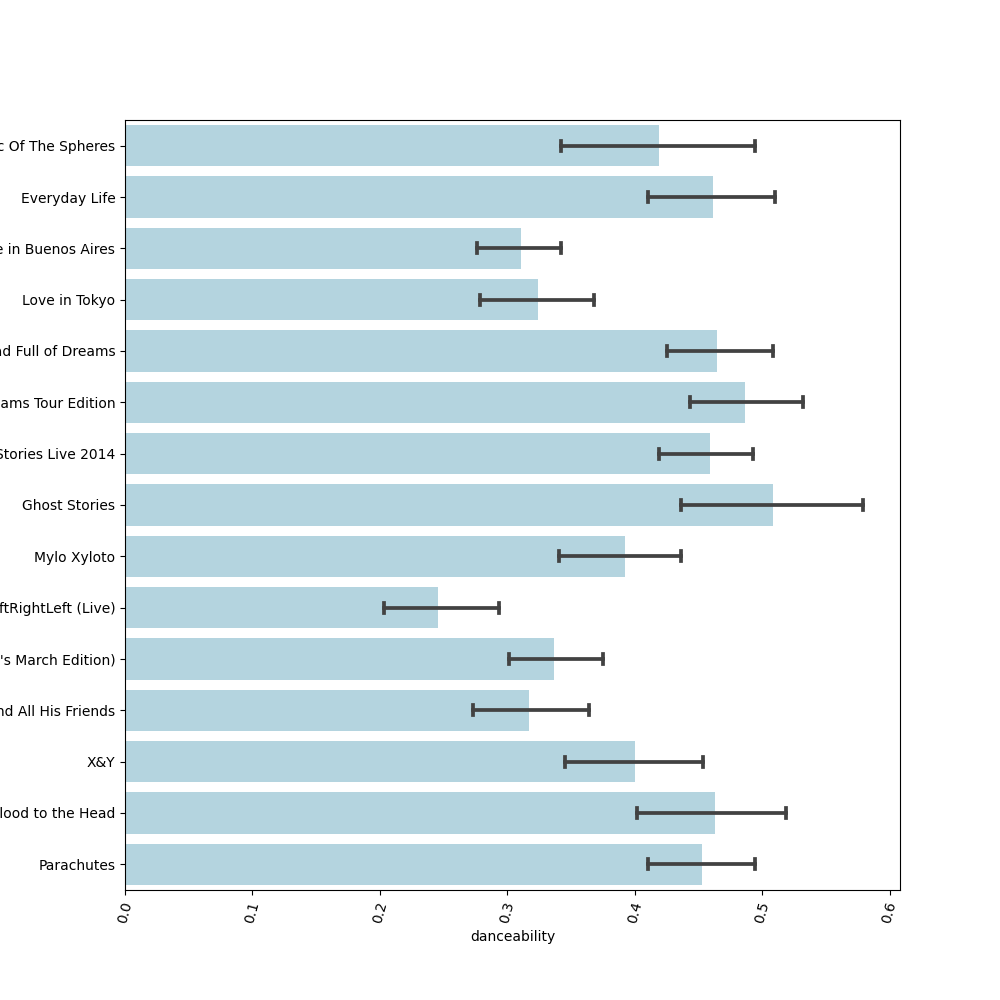 c Of The Spheres
Everyday Life
e in Buenos Aires
Love in Tokyo
nd Full of Dreams
ams Tour Edition
Stories Live 2014
Ghost Stories
Mylo Xyloto
ftRightLeft (Live)
's March Edition)
nd All His Friends
X&Y
lood to the Head
Parachutes
0.0 0.1 0.2 0.3 0.4 0.5 0.6
danceability